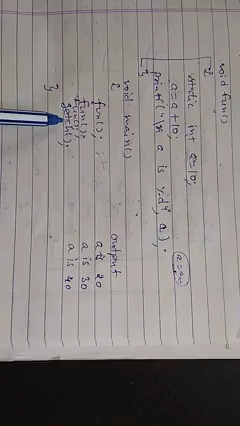 void fun()
{
static int a=10;
a=a+10;
printf("\n a is %d", a);
}
void main()
{
fun();
fun();
fun();
getch();
}
output
a is 20
a is 30
a is 40